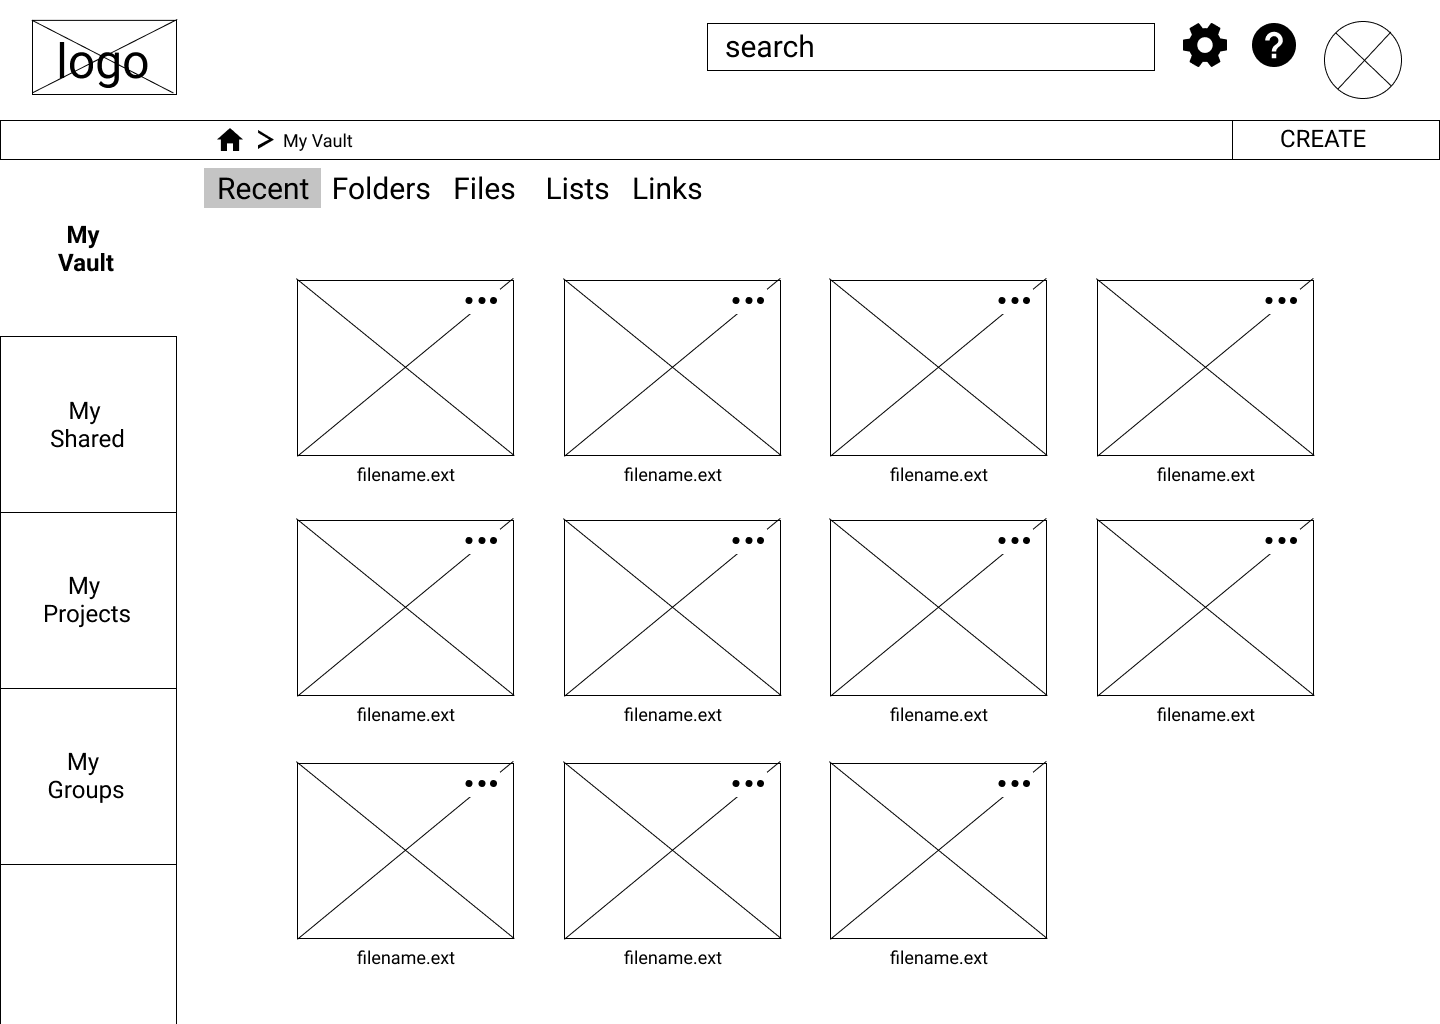 logo
search
My Vault
CREATE
Recent Folders Files Lists Links
My
Vault
My
Shared
My
Projects
My
Groups
filename.ext filename.ext filename.ext filename.ext
filename.ext filename.ext filename.ext filename.ext
filename.ext filename.ext filename.ext